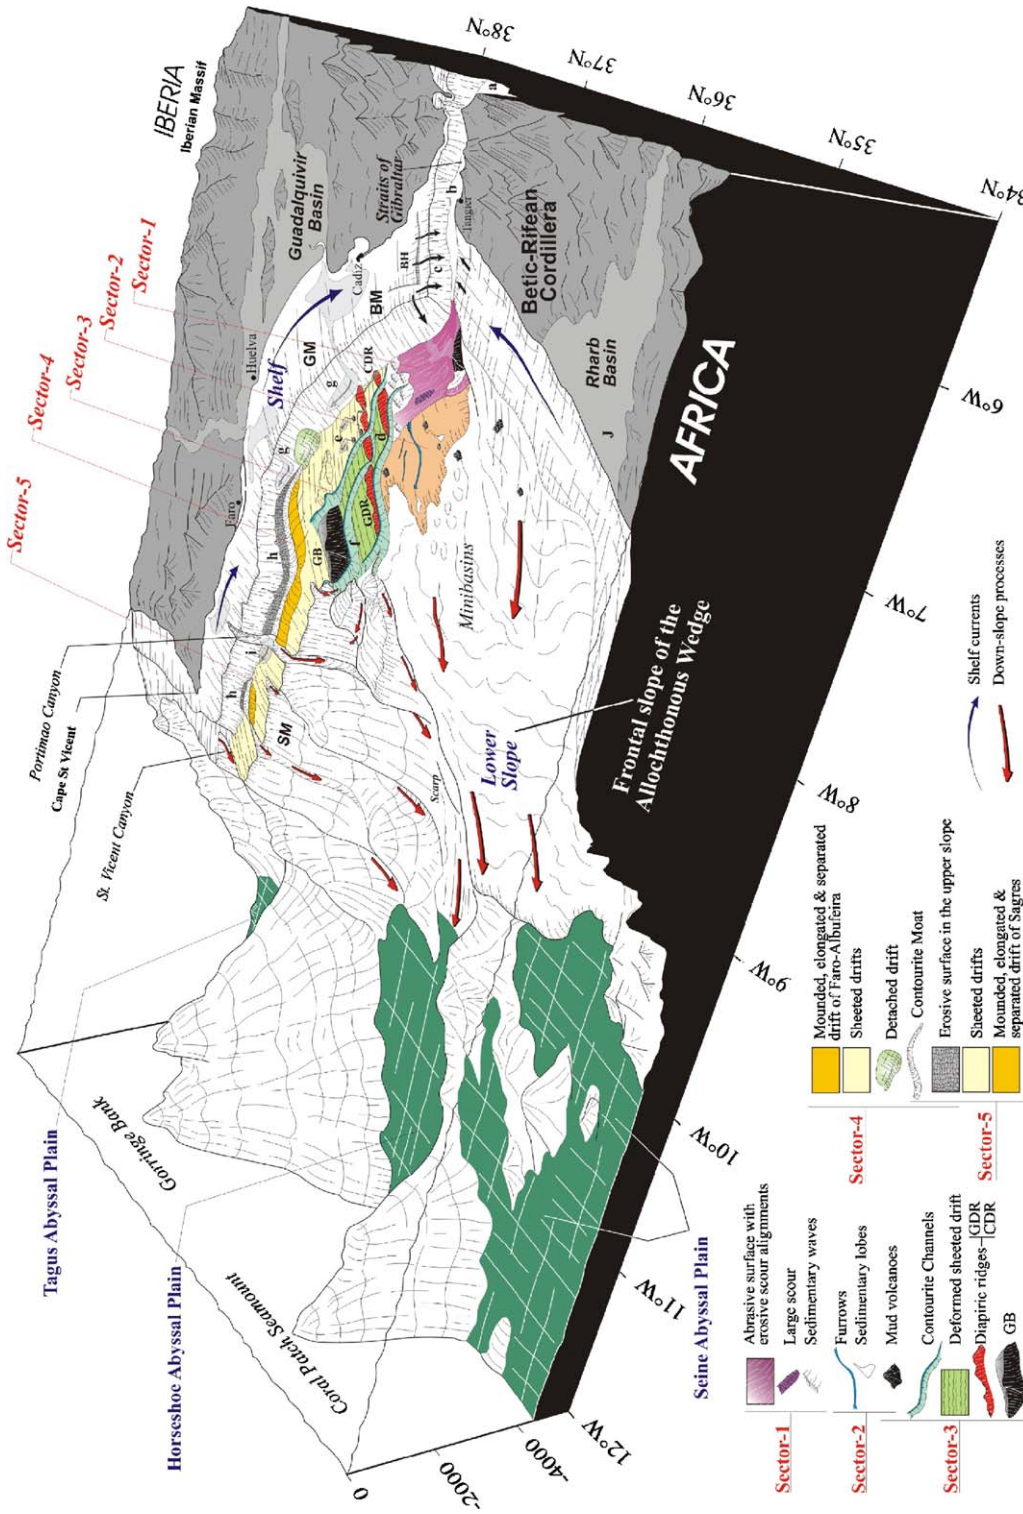 IBERIA
Iberian Massif
38°N
37°N
36°N
35°N
34°N
Sector-1
Sector-2
Sector-3
Sector-4
Sector-5
Guadalquivir
Basin
Straits of
Gibraltar
a
b
Tangier
Betic-Rifean
Cordillera
Cadiz
BH
c
BM
Huelva
Shelf
GM
g
CDR
Faro
g
e
d
h
GB
f
GDR
Rharb
Basin
J
AFRICA
6°W
7°W
8°W
9°W
10°W
11°W
12°W
Portimao Canyon
Cape St Vicent
St. Vicent Canyon
h
i
SM
Minibasins
Scarp
Lower
Slope
Frontal slope of the
Allochthonous Wedge
Tagus Abyssal Plain
Gorringe Bank
Horseshoe Abyssal Plain
Coral Patch Seamount
Seine Abyssal Plain
0
-2000
-4000
Shelf currents
Down-slope processes
Sector-1
Abrasive surface with
erosive scour alignments
Large scour
Sedimentary waves
Sector-2
Furrows
Sedimentary lobes
Mud volcanoes
Sector-3
Contourite Channels
Deformed sheeted drift
Diapiric ridges
GDR
CDR
GB
Sector-4
Mounded, elongated & separated
drift of Faro-Albufeira
Sheeted drifts
Detached drift
Contourite Moat
Erosive surface in the upper slope
Sector-5
Sheeted drifts
Mounded, elongated &
separated drift of Sagres